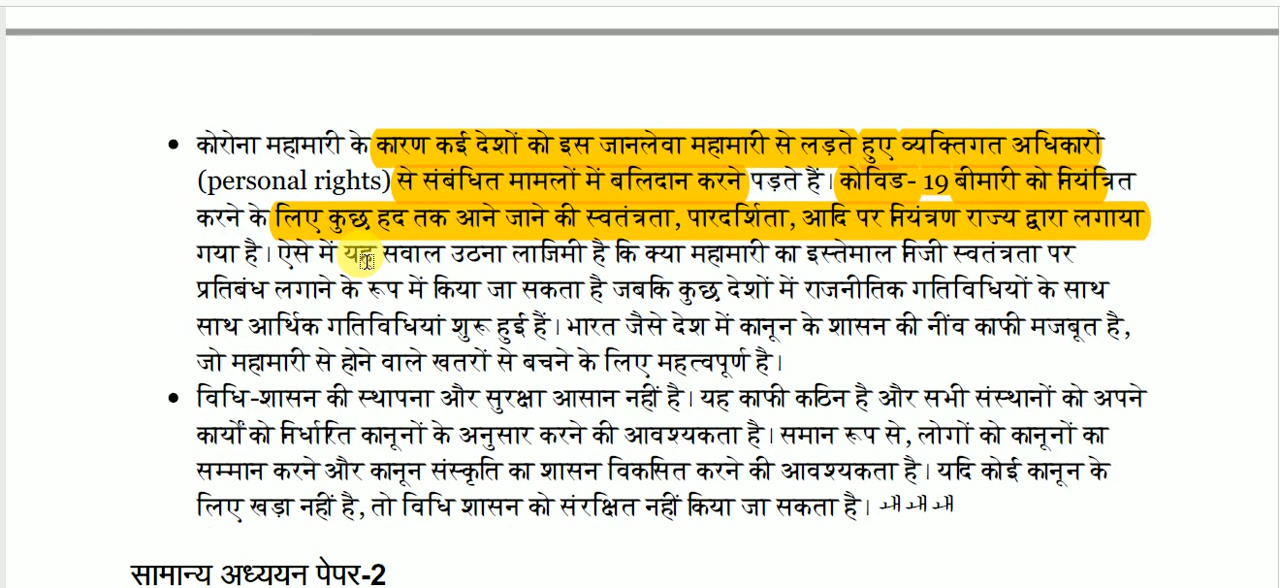 कोरोना महामारी के कारण कई देशों को इस जानलेवा महामारी से लड़ते हुए व्यक्तिगत अधिकारों
(personal rights) से संबंधित मामलों में बलिदान करने पड़ते हैं। कोविड- 19 बीमारी को नियंत्रित
करने के लिए कुछ हद तक आने जाने की स्वतंत्रता, पारदर्शिता, आदि पर नियंत्रण राज्य द्वारा लगाया
गया है। ऐसे में यह सवाल उठना लाजिमी है कि क्या महामारी का इस्तेमाल निजी स्वतंत्रता पर
प्रतिबंध लगाने के रूप में किया जा सकता है जबकि कुछ देशों में राजनीतिक गतिविधियों के साथ
साथ आर्थिक गतिविधियां शुरू हुई हैं। भारत जैसे देश में कानून के शासन की नींव काफी मजबूत है,
जो महामारी से होने वाले खतरों से बचने के लिए महत्वपूर्ण है।
विधि-शासन की स्थापना और सुरक्षा आसान नहीं है। यह काफी कठिन है और सभी संस्थानों को अपने
कार्यों को निर्धारित कानूनों के अनुसार करने की आवश्यकता है। समान रूप से, लोगों को कानूनों का
सम्मान करने और कानून संस्कृति का शासन विकसित करने की आवश्यकता है। यदि कोई कानून के
लिए खड़ा नहीं है, तो विधि शासन को संरक्षित नहीं किया जा सकता है।
सामान्य अध्ययन पेपर-2